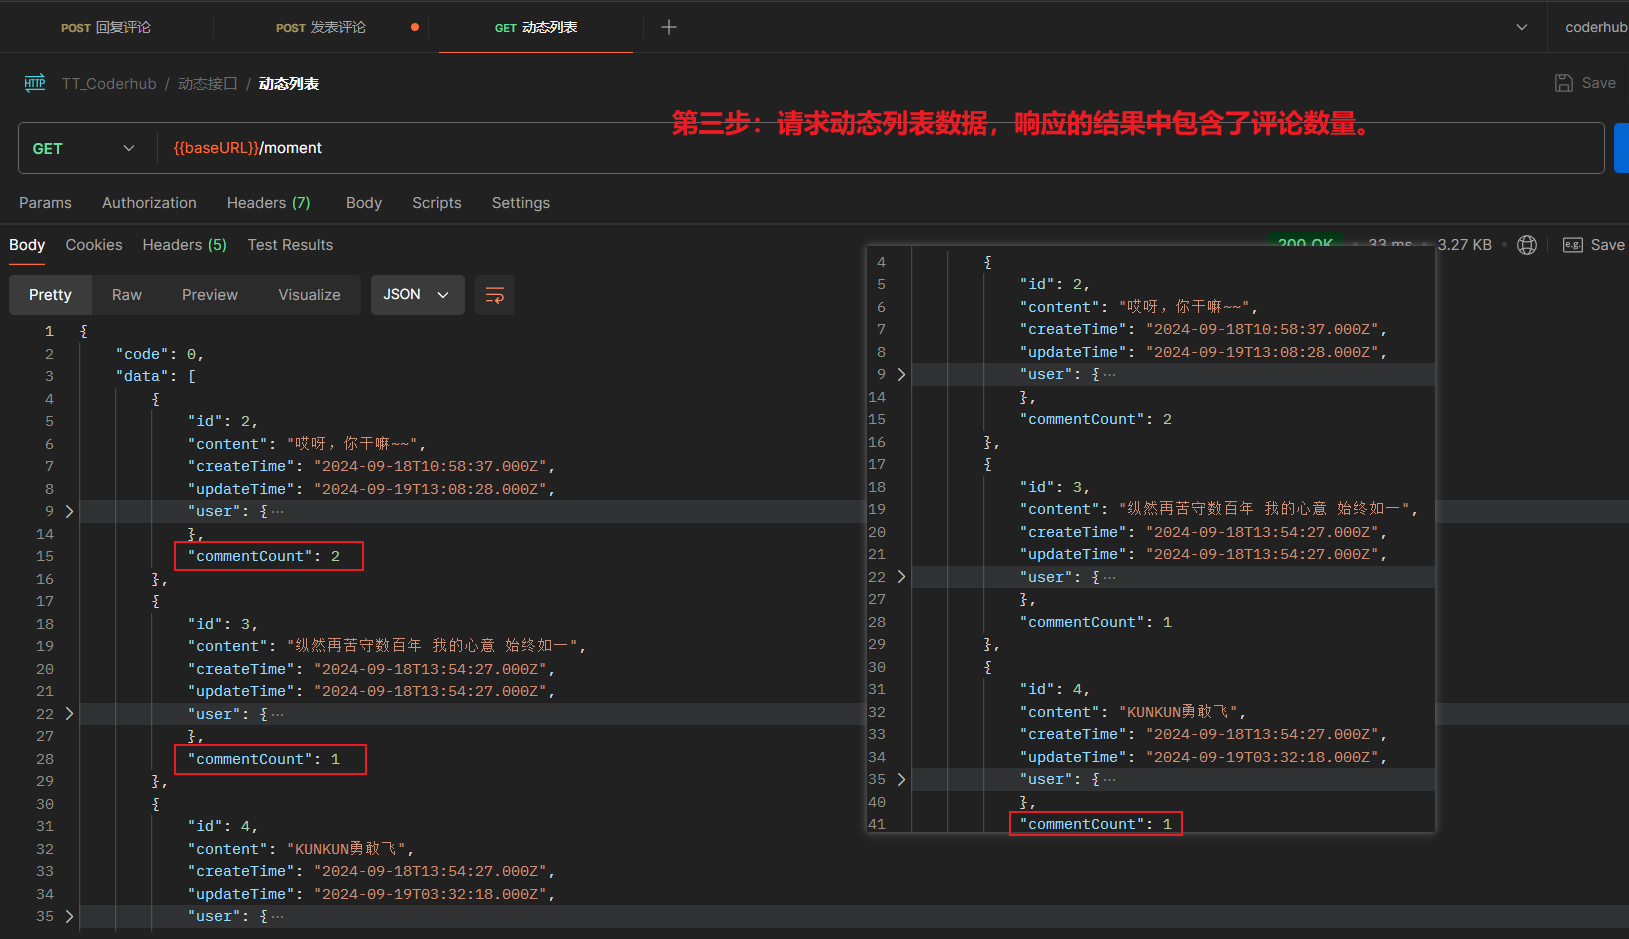 POST 回复评论
POST 发表评论
GET 动态列表
coderhub
HTTP TT_Coderhub / 动态接口 / 动态列表
Save
第三步：请求动态列表数据，响应的结果中包含了评论数量。
GET
{{baseURL}}/moment
Params Authorization Headers (7) Body Scripts Settings
Body Cookies Headers (5) Test Results
200 OK 33 ms 3.27 KB e.g. Save
Pretty Raw Preview Visualize JSON
1 {
2 "code": 0,
3 "data": [
4 {
5 "id": 2,
6 "content": "哎呀，你干嘛~~",
7 "createTime": "2024-09-18T10:58:37.000Z",
8 "updateTime": "2024-09-19T13:08:28.000Z",
9 "user": {…
14 },
15 "commentCount": 2
16 },
17 {
18 "id": 3,
19 "content": "纵然再苦守数百年 我的心意 始终如一",
20 "createTime": "2024-09-18T13:54:27.000Z",
21 "updateTime": "2024-09-18T13:54:27.000Z",
22 "user": {…
27 },
28 "commentCount": 1
29 },
30 {
31 "id": 4,
32 "content": "KUNKUN勇敢飞",
33 "createTime": "2024-09-18T13:54:27.000Z",
34 "updateTime": "2024-09-19T03:32:18.000Z",
35 "user": {…
4 {
5 "id": 2,
6 "content": "哎呀，你干嘛~~",
7 "createTime": "2024-09-18T10:58:37.000Z",
8 "updateTime": "2024-09-19T13:08:28.000Z",
9 "user": {…
14 },
15 "commentCount": 2
16 },
17 {
18 "id": 3,
19 "content": "纵然再苦守数百年 我的心意 始终如一",
20 "createTime": "2024-09-18T13:54:27.000Z",
21 "updateTime": "2024-09-18T13:54:27.000Z",
22 "user": {…
27 },
28 "commentCount": 1
29 },
30 {
31 "id": 4,
32 "content": "KUNKUN勇敢飞",
33 "createTime": "2024-09-18T13:54:27.000Z",
34 "updateTime": "2024-09-19T03:32:18.000Z",
35 "user": {…
40 },
41 "commentCount": 1